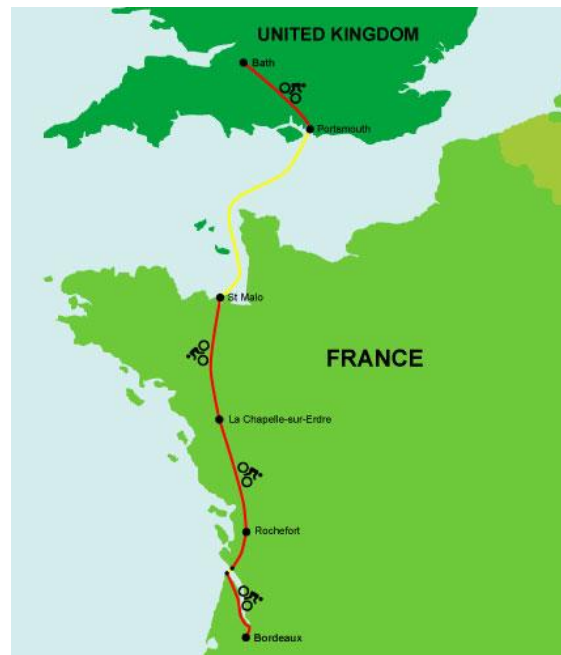 UNITED KINGDOM
Bath
Portsmouth
St Malo
FRANCE
La Chapelle-sur-Erdre
Rochefort
Bordeaux